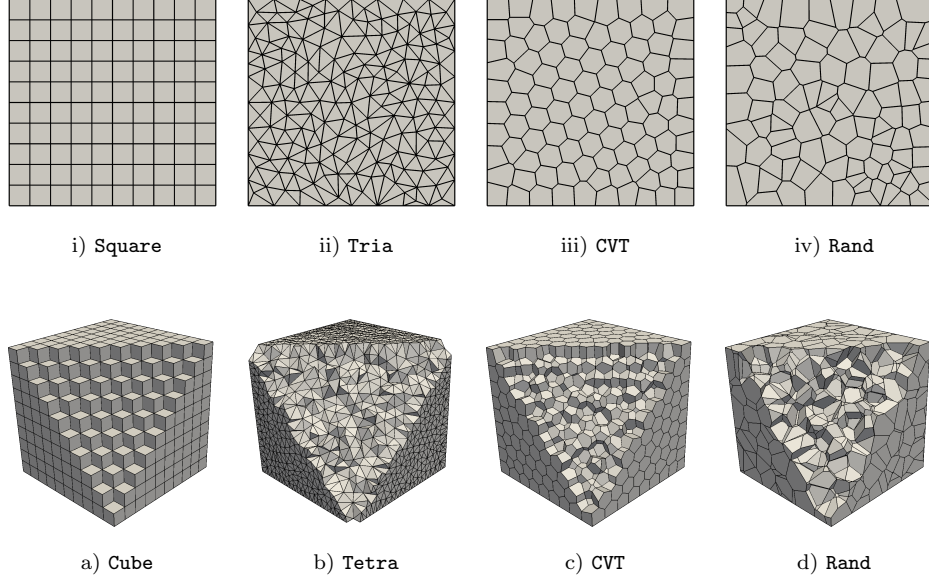 i) Square
ii) Tria
iii) CVT
iv) Rand
a) Cube
b) Tetra
c) CVT
d) Rand